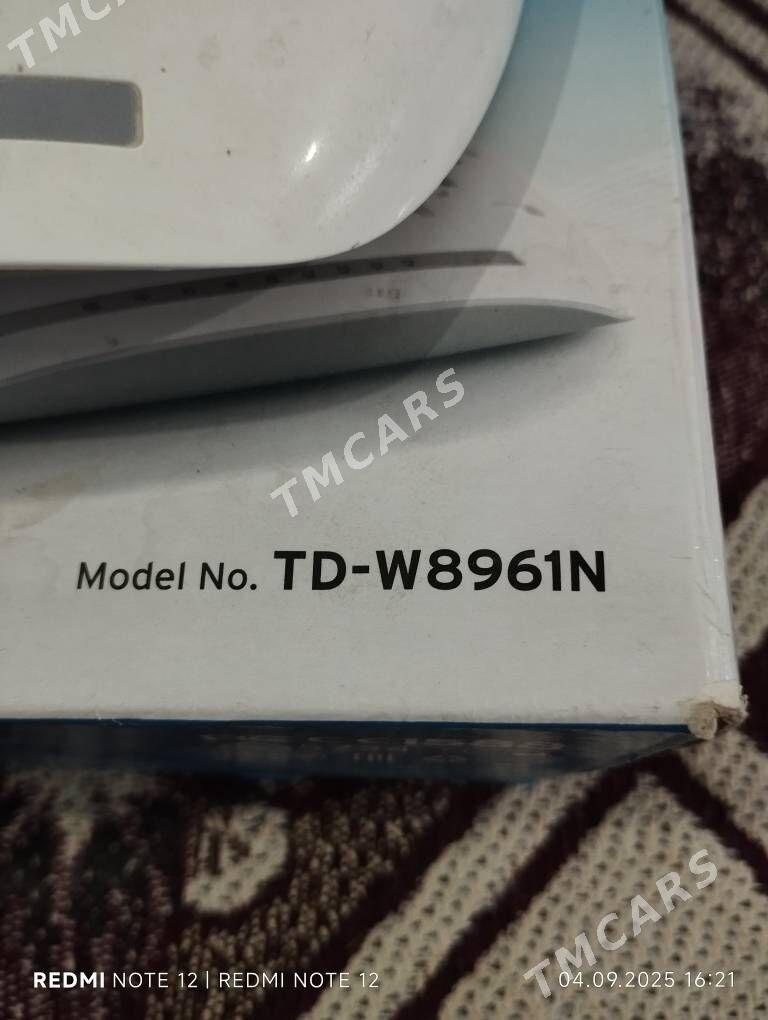 TMCARS
TMCARS
Model No. TD-W8961N
TMCARS
REDMI NOTE 12 | REDMI NOTE 12
04.09.2025 16:21